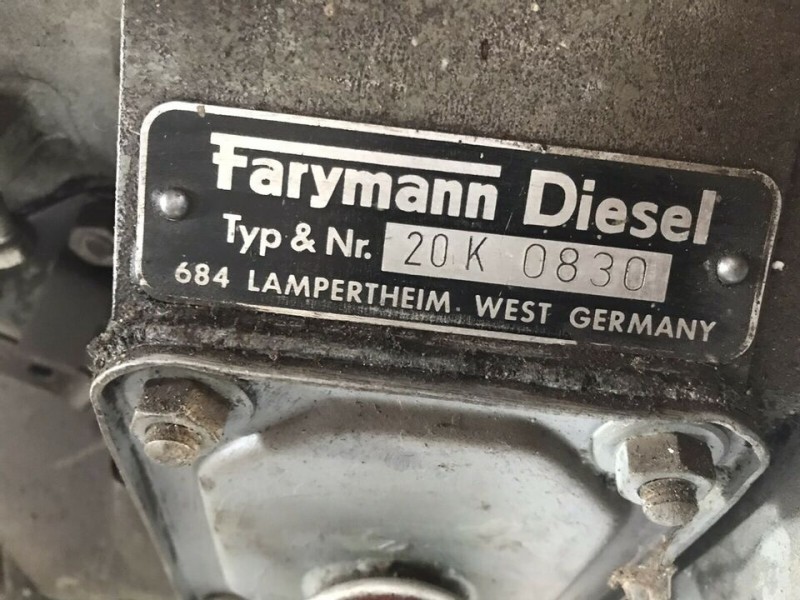 Farymann Diesel
Typ & Nr. 20 K 0830
684 LAMPERTHEIM · WEST GERMANY